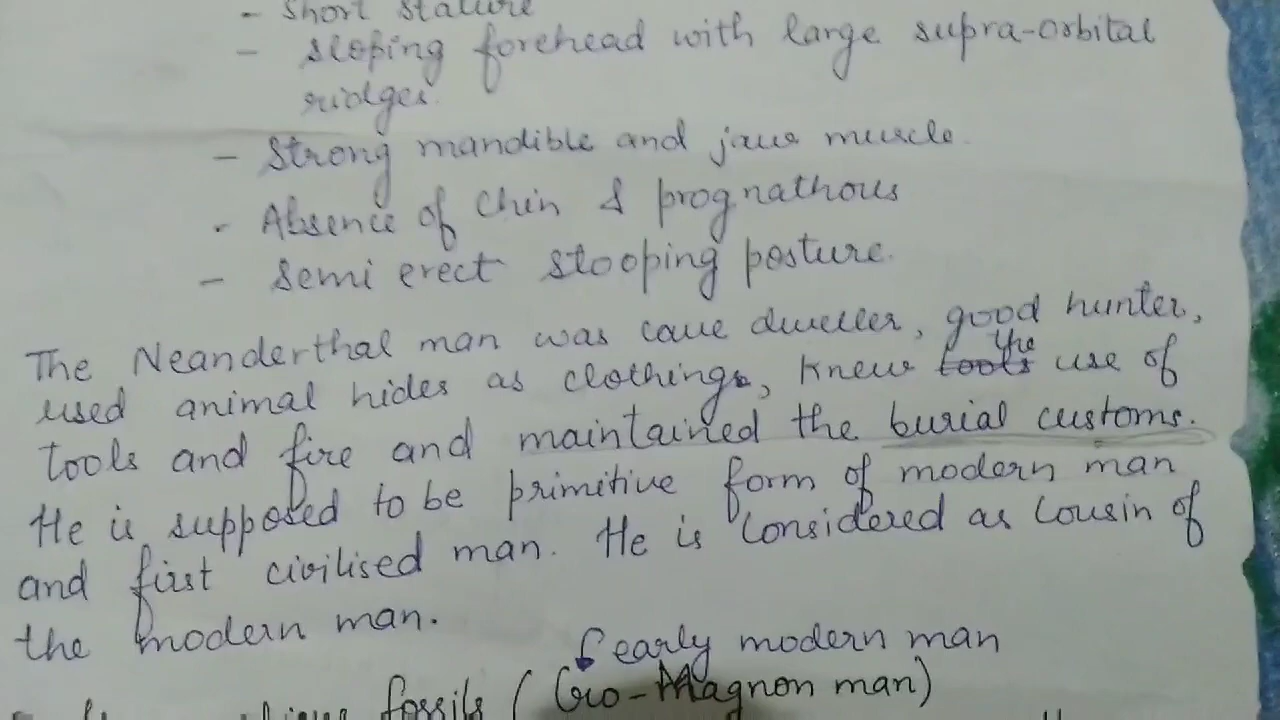 - Short stature
- Sloping forehead with large supra-orbital
ridges.
- Strong mandible and jaw muscle.
- Absence of chin & prognathous
- Semi erect stooping posture.
The Neanderthal man was cave dweller, good hunter,
used animal hides as clothing, knew the use of
tools and fire and maintained the burial customs.
He is supposed to be primitive form of modern man
and first civilised man. He is considered as cousin of
the modern man.
early modern man
fossils (Cro-Magnon man)